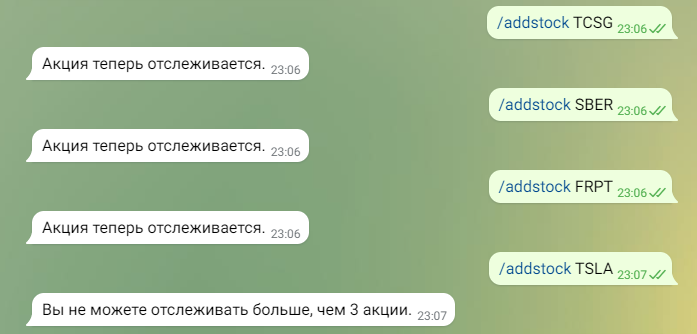 /addstock TCSG 23:06
Акция теперь отслеживается. 23:06
/addstock SBER 23:06
Акция теперь отслеживается. 23:06
/addstock FRPT 23:06
Акция теперь отслеживается. 23:06
/addstock TSLA 23:07
Вы не можете отслеживать больше, чем 3 акции. 23:07